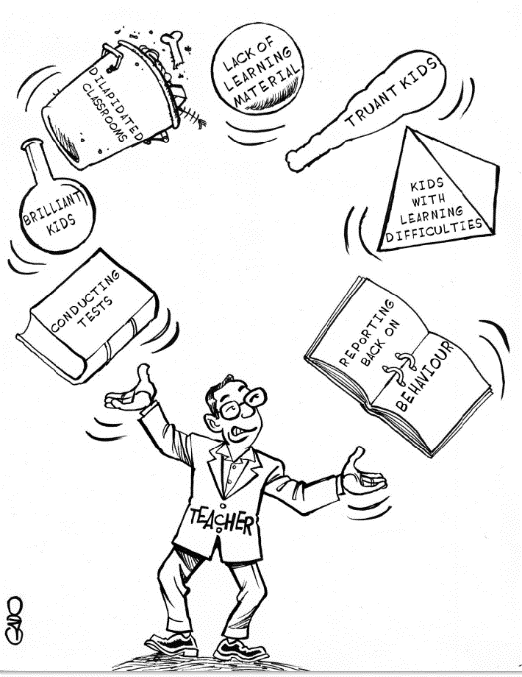 DILAPIDATED
CLASSROOMS
LACK OF
LEARNING
MATERIAL
TRUANT KIDS
BRILLIANT
KIDS
KIDS
WITH
LEARNING
DIFFICULTIES
CONDUCTING
TESTS
REPORTING
BACK ON
BEHAVIOUR
TEACHER
GADO